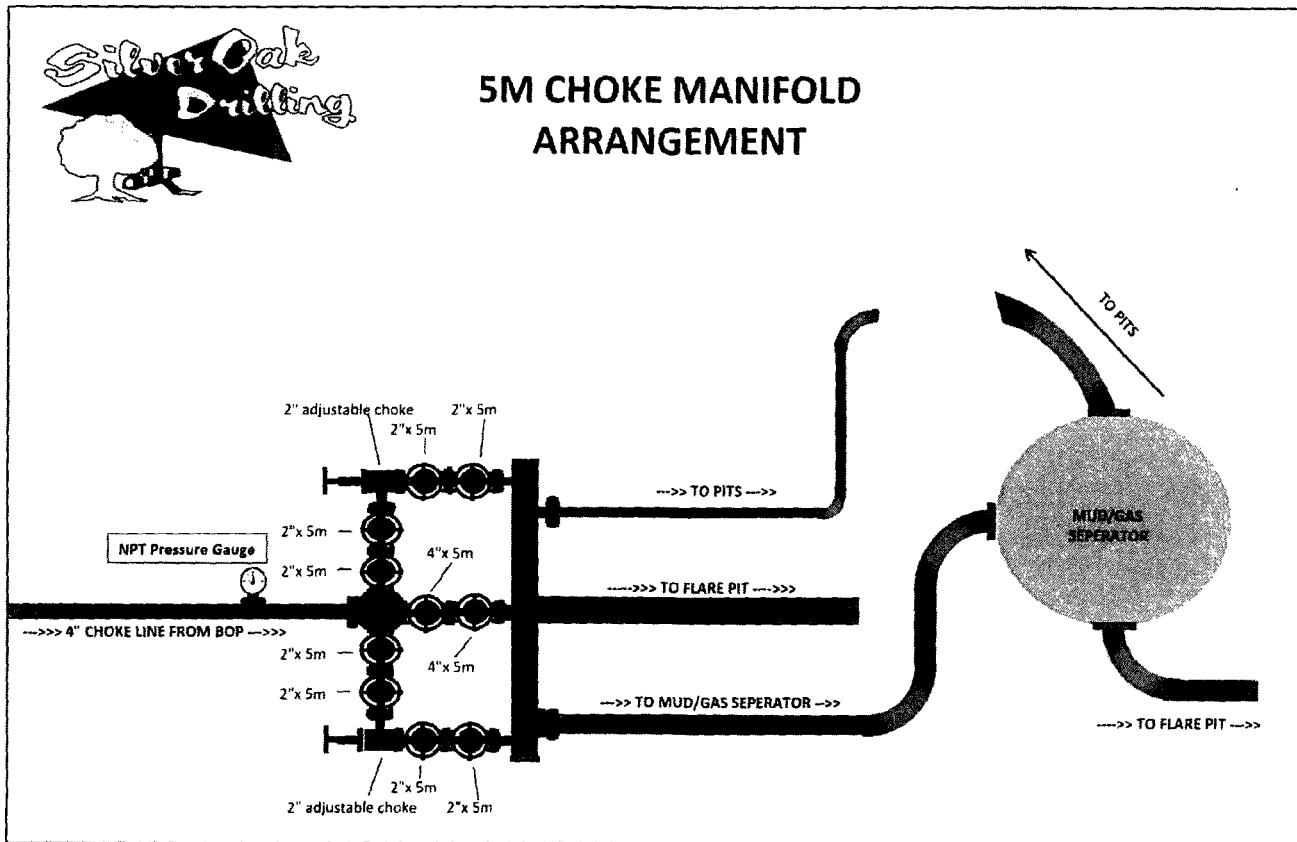 Silver Oak
Drilling
5M CHOKE MANIFOLD
ARRANGEMENT
TO PITS
2" adjustable choke
2"x 5m
2"x 5m
--->> TO PITS --->>
MUD/GAS
SEPERATOR
2"x 5m
NPT Pressure Gauge
4"x 5m
2"x 5m
----->>> TO FLARE PIT ---->>>
--->>> 4" CHOKE LINE FROM BOP --->>>
2"x 5m
4"x 5m
2"x 5m
--->> TO MUD/GAS SEPERATOR -->>
---->> TO FLARE PIT --->>
2"x 5m
2" adjustable choke
2"x 5m